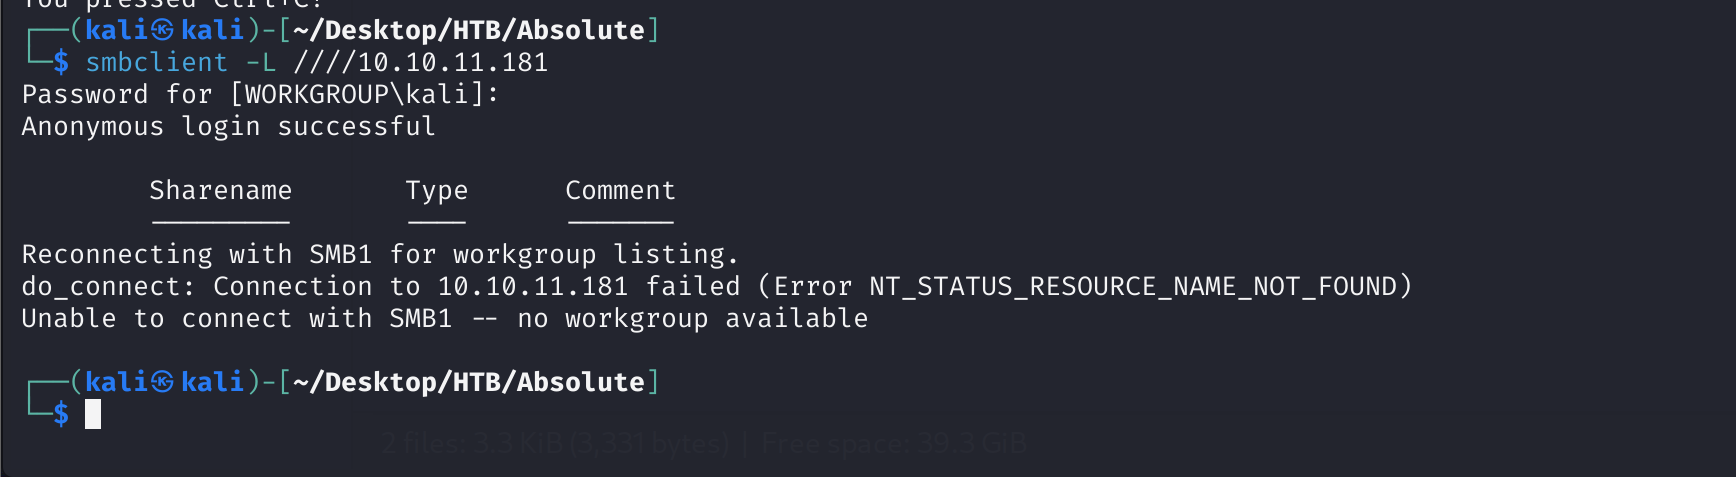 You pressed Ctrl+C!
┌──(kali㉿kali)-[~/Desktop/HTB/Absolute]
└─$ smbclient -L ////10.10.11.181
Password for [WORKGROUP\kali]:
Anonymous login successful
Sharename Type Comment
--------- ---- -------
Reconnecting with SMB1 for workgroup listing.
do_connect: Connection to 10.10.11.181 failed (Error NT_STATUS_RESOURCE_NAME_NOT_FOUND)
Unable to connect with SMB1 -- no workgroup available
┌──(kali㉿kali)-[~/Desktop/HTB/Absolute]
└─$
2 files: 3.3 KiB (3,331 bytes) | Free space: 39.3 GiB